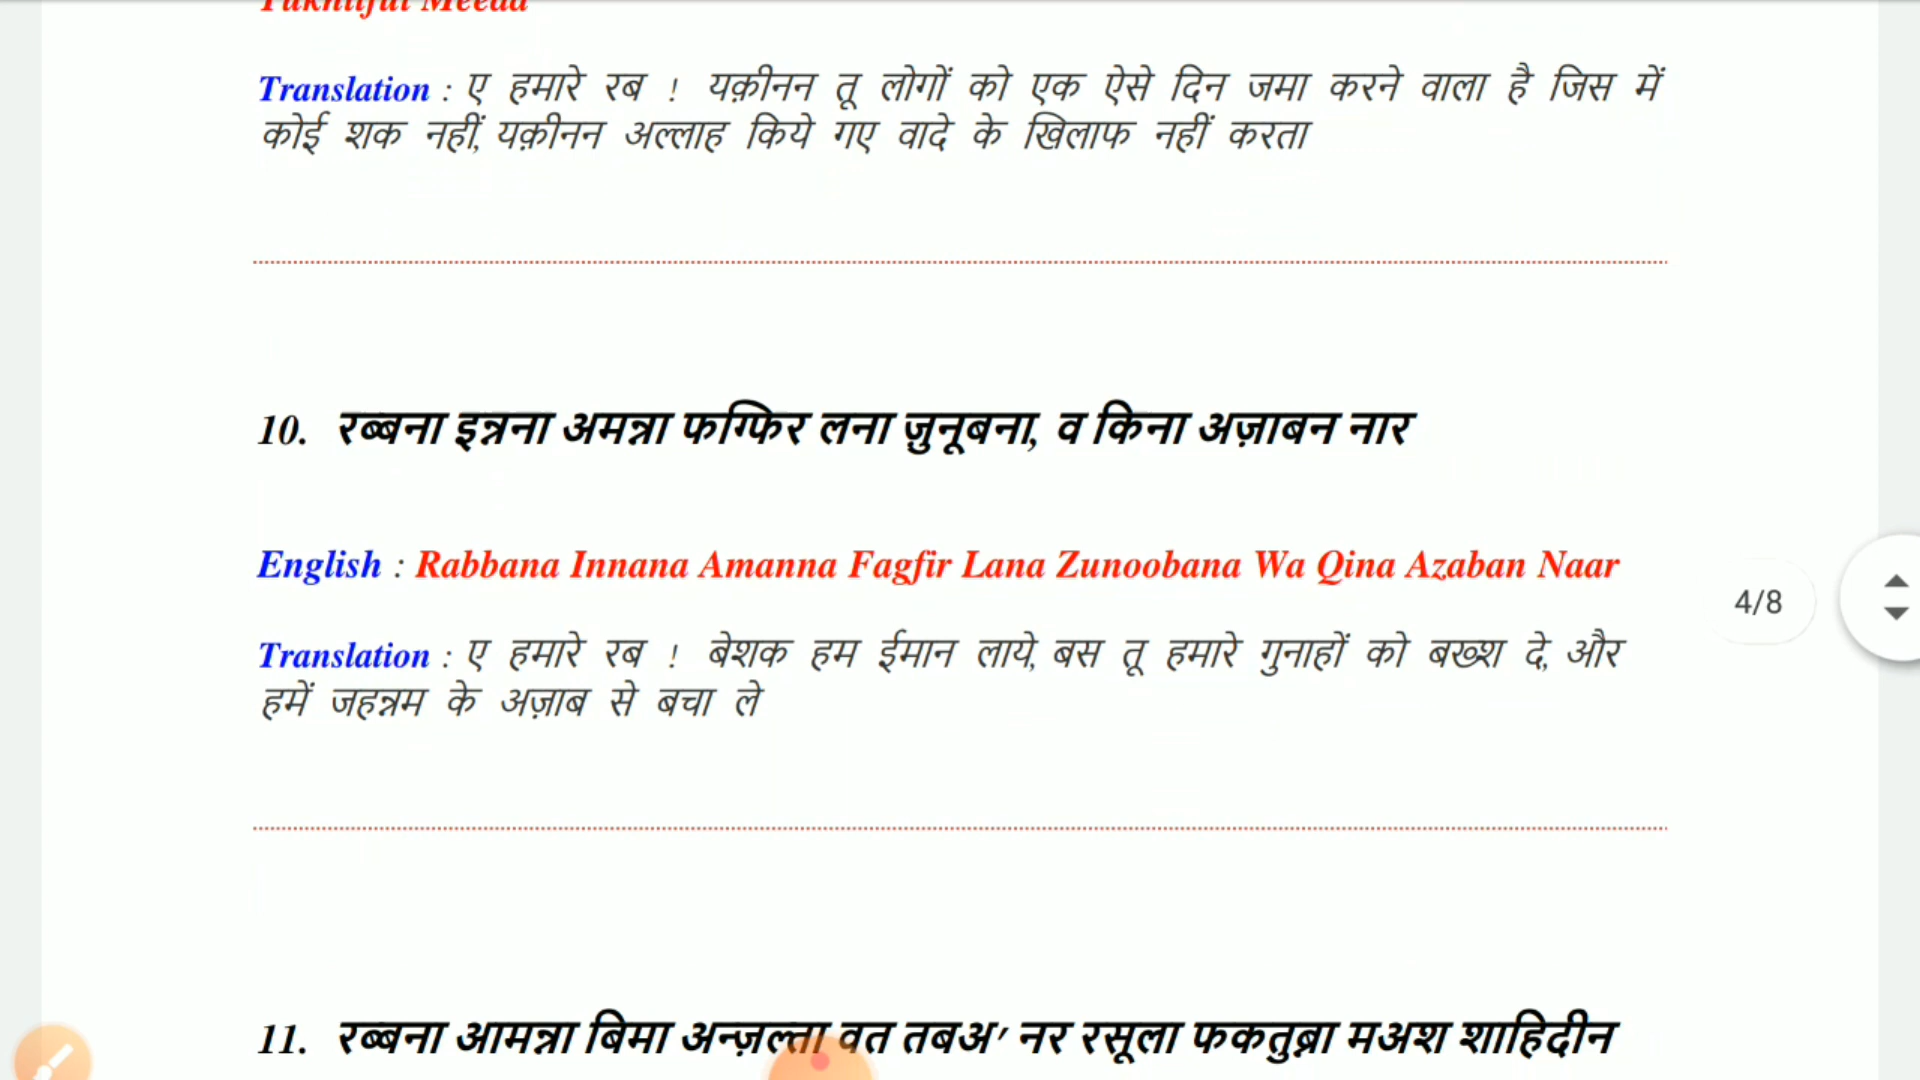 Tukhliful Meead
Translation : ए हमारे रब ! यक़ीनन तू लोगों को एक ऐसे दिन जमा करने वाला है जिस में
कोई शक नहीं, यक़ीनन अल्लाह किये गए वादे के खिलाफ नहीं करता
10. रब्बना इन्नना अमन्ना फग्फिर लना ज़ुनूबना, व किना अज़ाबन नार
English : Rabbana Innana Amanna Fagfir Lana Zunoobana Wa Qina Azaban Naar
4/8
Translation : ए हमारे रब ! बेशक हम ईमान लाये, बस तू हमारे गुनाहों को बख्श दे, और
हमें जहन्नम के अज़ाब से बचा ले
11. रब्बना आमन्ना बिमा अन्ज़ल्ता वत तबअ’ नर रसूला फकतुब्ना मअश शाहिदीन